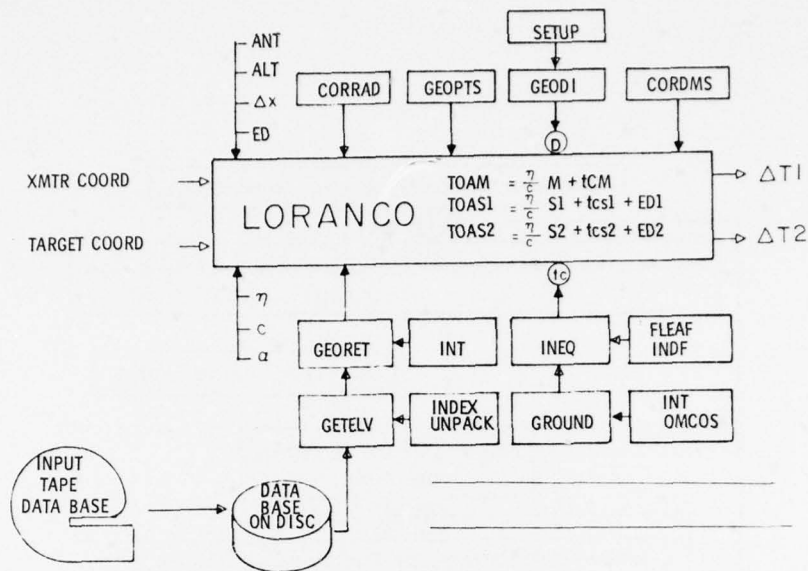 SETUP
ANT
ALT
Δx
ED
CORRAD
GEOPTS
GEODI
CORDMS
D
XMTR COORD
TARGET COORD
LORANCO
TOAM = η/c M + tCM
TOAS1 = η/c S1 + tcs1 + ED1
TOAS2 = η/c S2 + tcs2 + ED2
ΔT1
ΔT2
tc
η
c
α
GEORET
INT
INEQ
FLEAF
INDF
GETELV
INDEX
UNPACK
GROUND
INT
OMCOS
INPUT
TAPE
DATA BASE
DATA
BASE
ON DISC